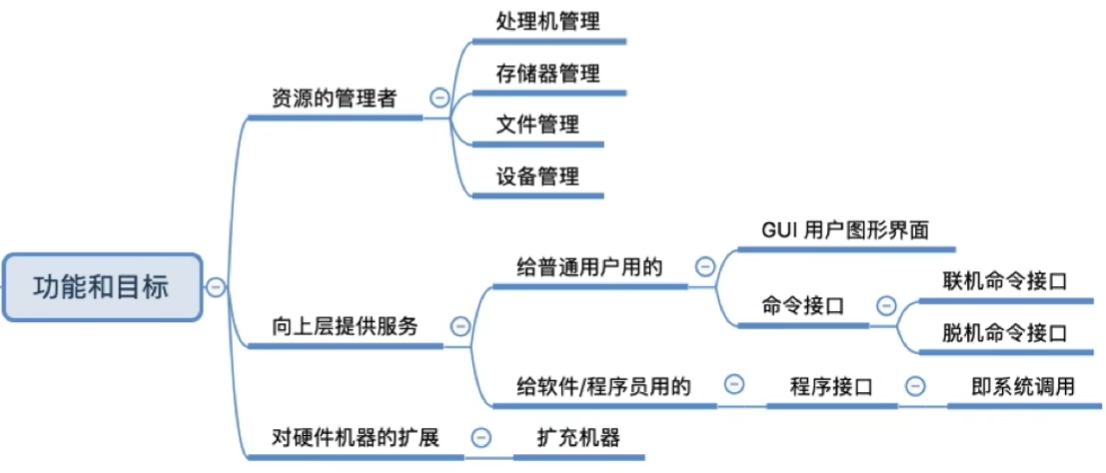 功能和目标
资源的管理者
处理机管理
存储器管理
文件管理
设备管理
向上层提供服务
给普通用户用的
GUI 用户图形界面
命令接口
联机命令接口
脱机命令接口
给软件/程序员用的
程序接口
即系统调用
对硬件机器的扩展
扩充机器